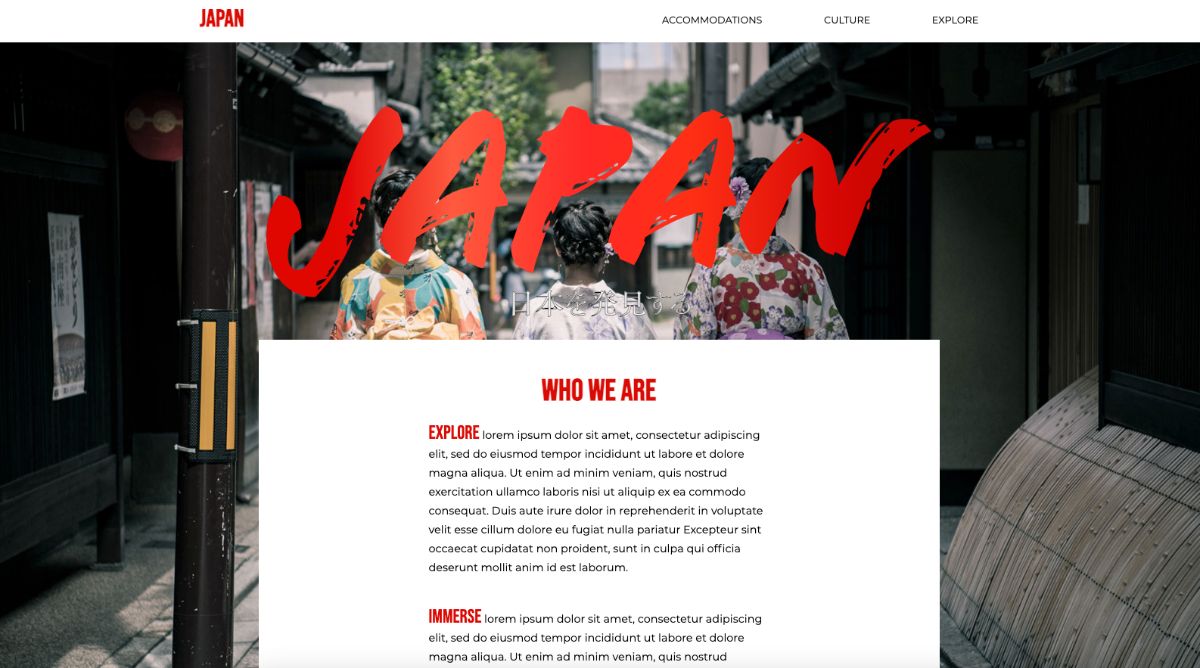 JAPAN
ACCOMMODATIONS CULTURE EXPLORE
JAPAN
日本を発見する
WHO WE ARE
EXPLORE lorem ipsum dolor sit amet, consectetur adipiscing
elit, sed do eiusmod tempor incididunt ut labore et dolore
magna aliqua. Ut enim ad minim veniam, quis nostrud
exercitation ullamco laboris nisi ut aliquip ex ea commodo
consequat. Duis aute irure dolor in reprehenderit in voluptate
velit esse cillum dolore eu fugiat nulla pariatur Excepteur sint
occaecat cupidatat non proident, sunt in culpa qui officia
deserunt mollit anim id est laborum.
IMMERSE lorem ipsum dolor sit amet, consectetur adipiscing
elit, sed do eiusmod tempor incididunt ut labore et dolore
magna aliqua. Ut enim ad minim veniam, quis nostrud